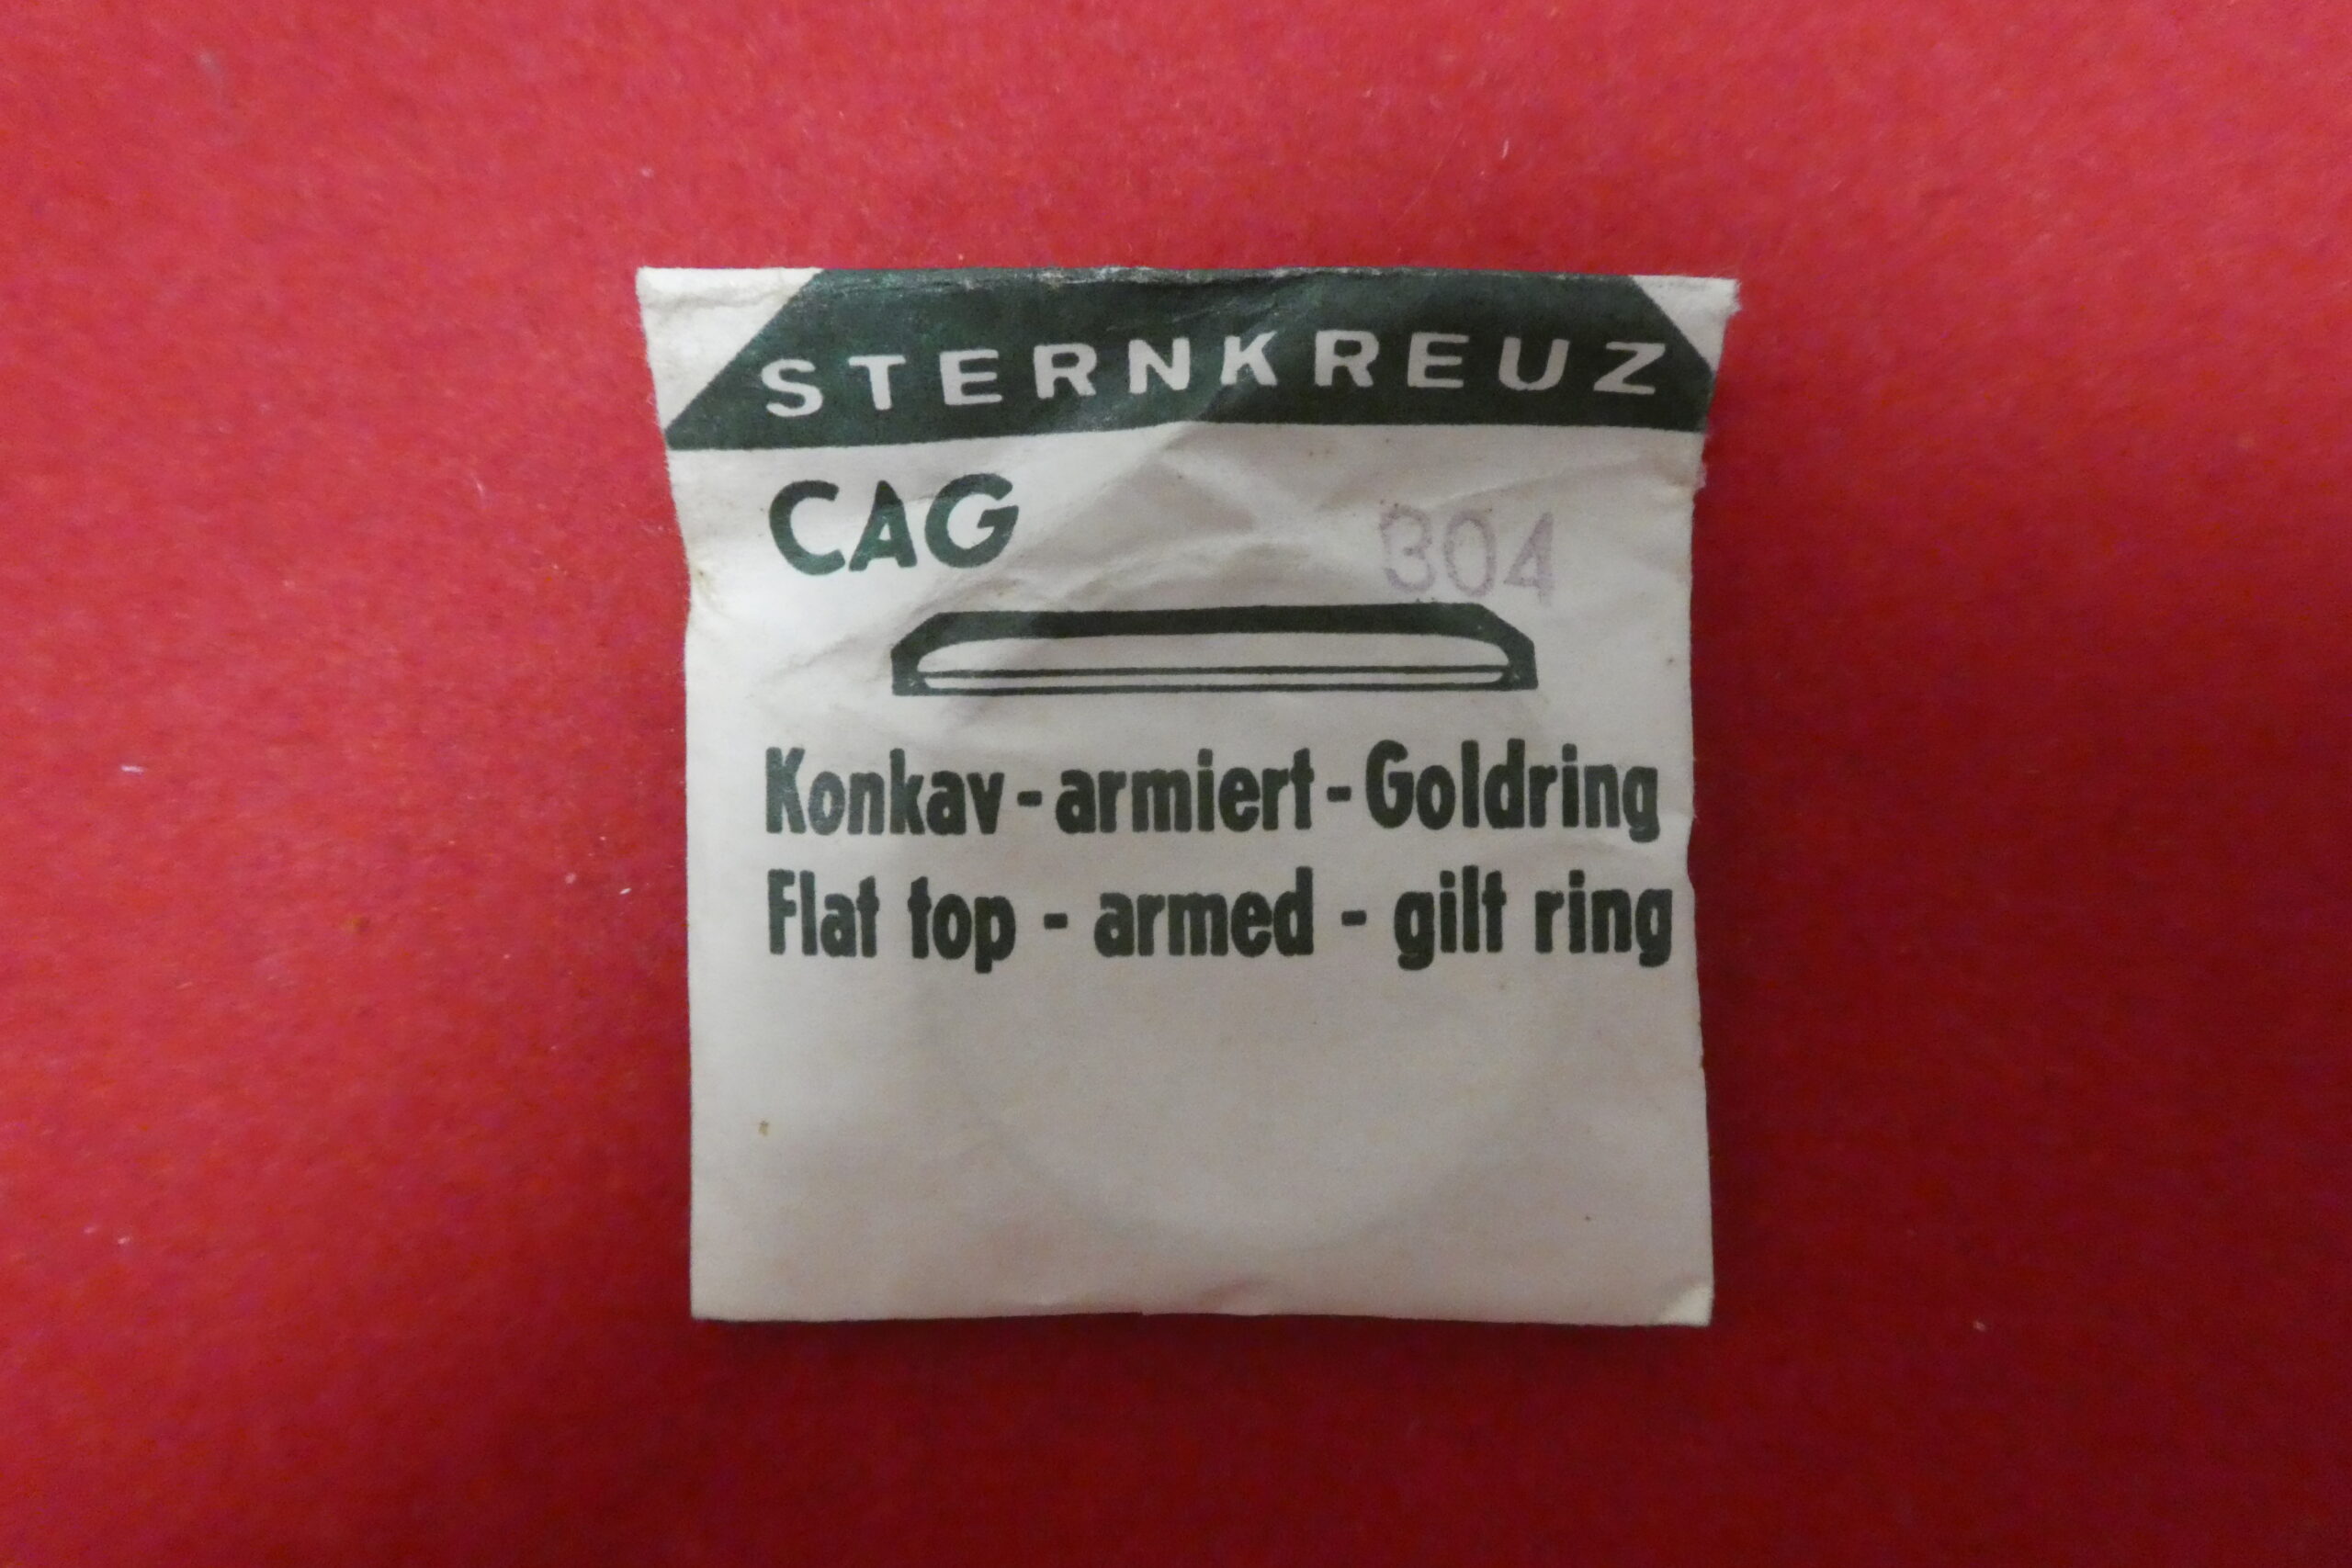 STERNKREUZ
CAG
304
Konkav - armiert - Goldring
Flat top - armed - gilt ring